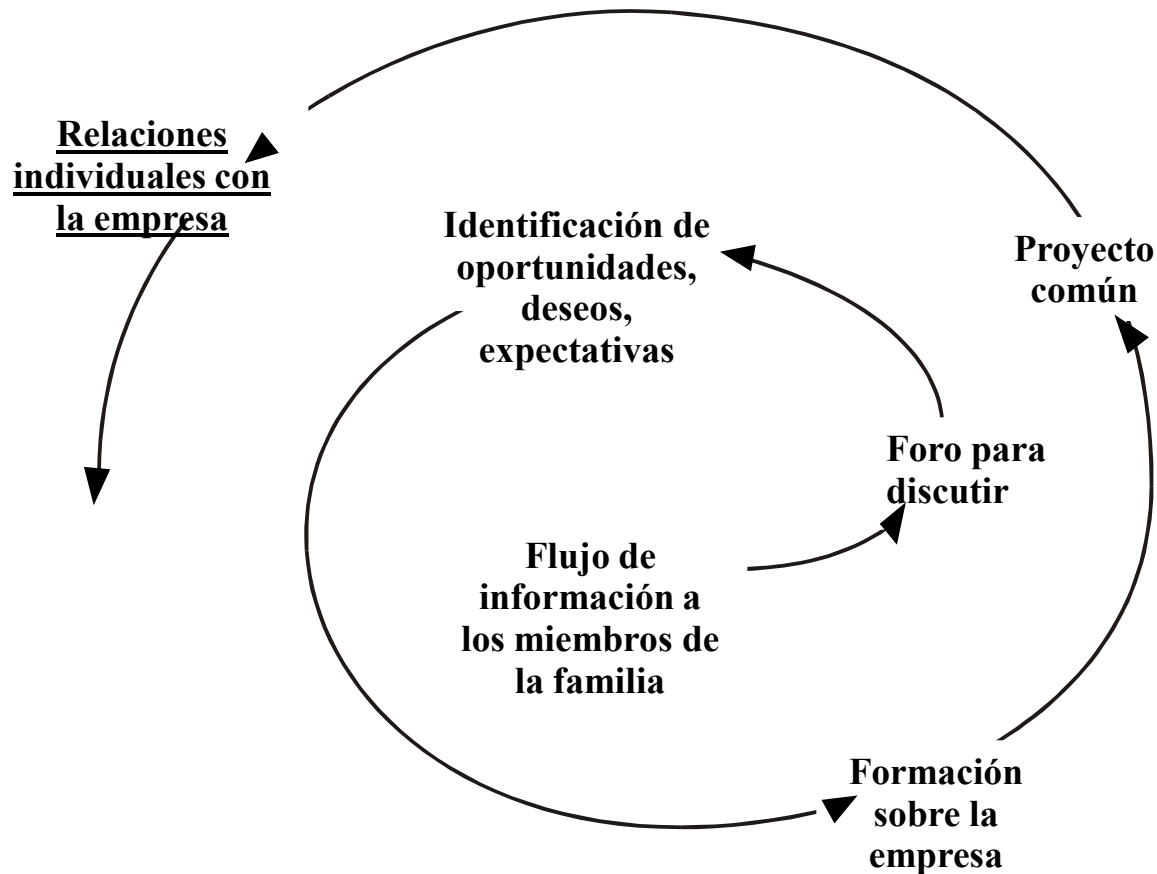 Relaciones
individuales con
la empresa
Identificación de
oportunidades,
deseos,
expectativas
Proyecto
común
Foro para
discutir
Flujo de
información a
los miembros de
la familia
Formación
sobre la
empresa